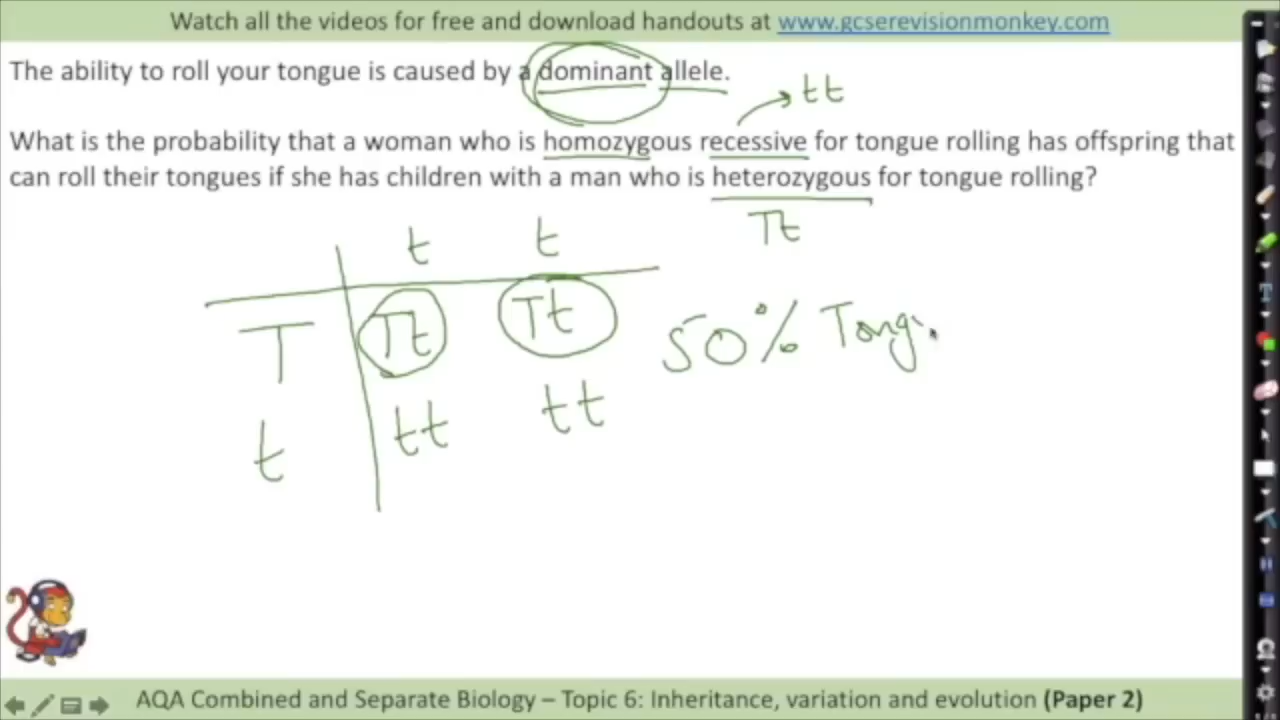 Watch all the videos for free and download handouts at www.gcserevisionmonkey.com
The ability to roll your tongue is caused by a dominant allele.
tt
What is the probability that a woman who is homozygous recessive for tongue rolling has offspring that
can roll their tongues if she has children with a man who is heterozygous for tongue rolling?
Tt
t t
T Tt Tt 50% Tong
t tt tt
AQA Combined and Separate Biology – Topic 6: Inheritance, variation and evolution (Paper 2)